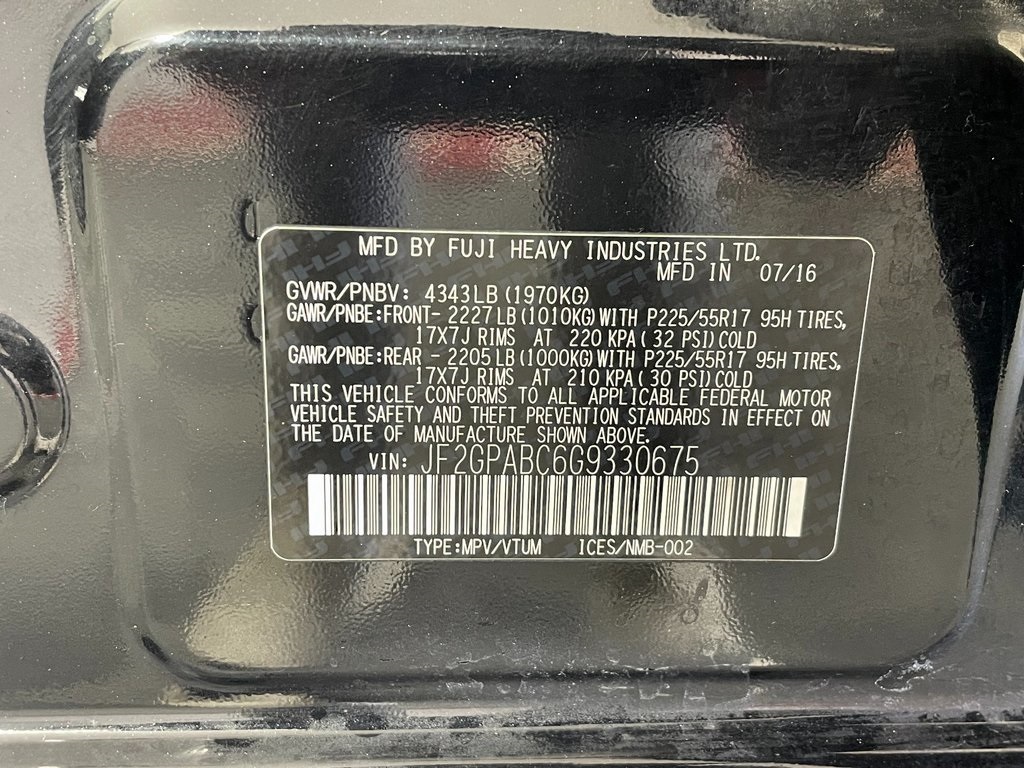 MFD BY FUJI HEAVY INDUSTRIES LTD.
MFD IN 07/16
GVWR/PNBV: 4343LB (1970KG)
GAWR/PNBE:FRONT- 2227LB (1010KG) WITH P225/55R17 95H TIRES,
17X7J RIMS AT 220 KPA ( 32 PSI) COLD
GAWR/PNBE:REAR - 2205LB (1000KG) WITH P225/55R17 95H TIRES,
17X7J RIMS AT 210 KPA ( 30 PSI) COLD
THIS VEHICLE CONFORMS TO ALL APPLICABLE FEDERAL MOTOR
VEHICLE SAFETY AND THEFT PREVENTION STANDARDS IN EFFECT ON
THE DATE OF MANUFACTURE SHOWN ABOVE.
VIN: JF2GPABC6G9330675
TYPE:MPV/VTUM ICES/NMB-002